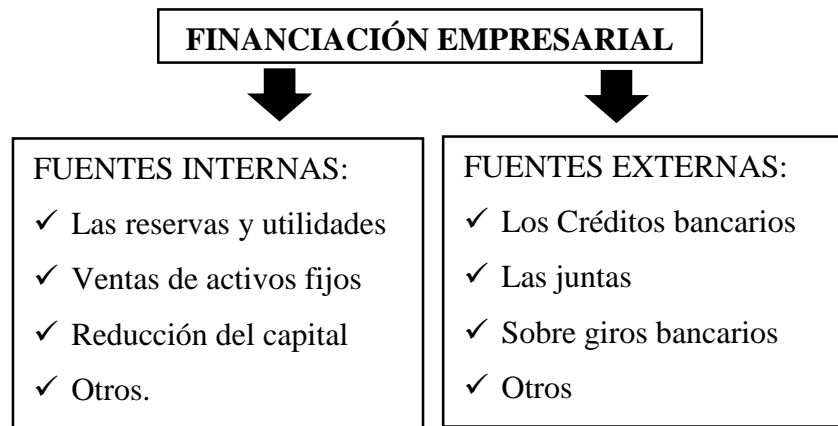 FINANCIACIÓN EMPRESARIAL
FUENTES INTERNAS:
✓ Las reservas y utilidades
✓ Ventas de activos fijos
✓ Reducción del capital
✓ Otros.
FUENTES EXTERNAS:
✓ Los Créditos bancarios
✓ Las juntas
✓ Sobre giros bancarios
✓ Otros